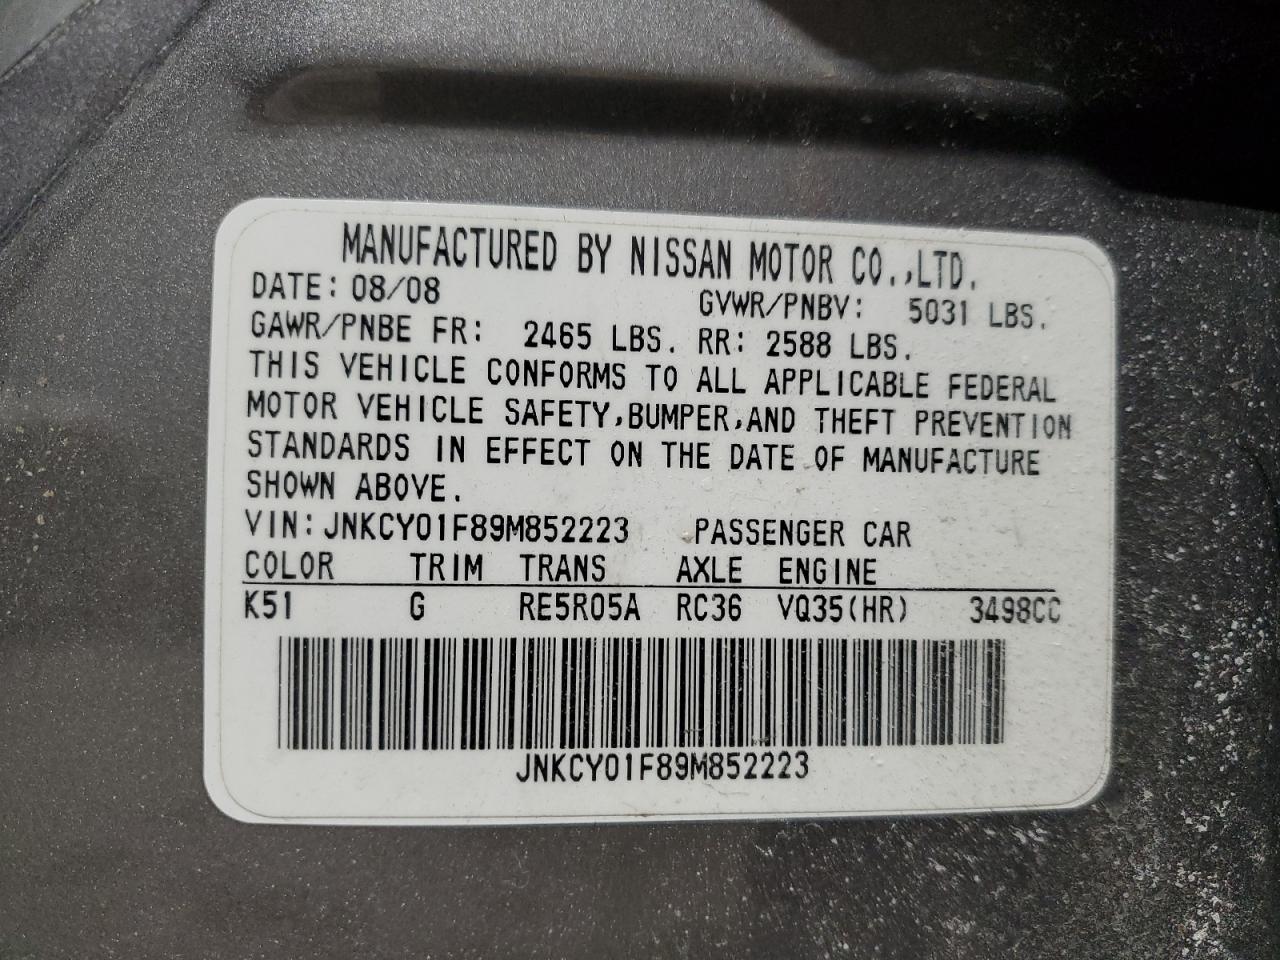 MANUFACTURED BY NISSAN MOTOR CO.,LTD.
DATE: 08/08 GVWR/PNBV: 5031 LBS.
GAWR/PNBE FR: 2465 LBS. RR: 2588 LBS.
THIS VEHICLE CONFORMS TO ALL APPLICABLE FEDERAL
MOTOR VEHICLE SAFETY,BUMPER,AND THEFT PREVENTION
STANDARDS IN EFFECT ON THE DATE OF MANUFACTURE
SHOWN ABOVE.
VIN:JNKCY01F89M852223 PASSENGER CAR
COLOR TRIM TRANS AXLE ENGINE
K51 G RE5R05A RC36 VQ35(HR) 3498CC
JNKCY01F89M852223